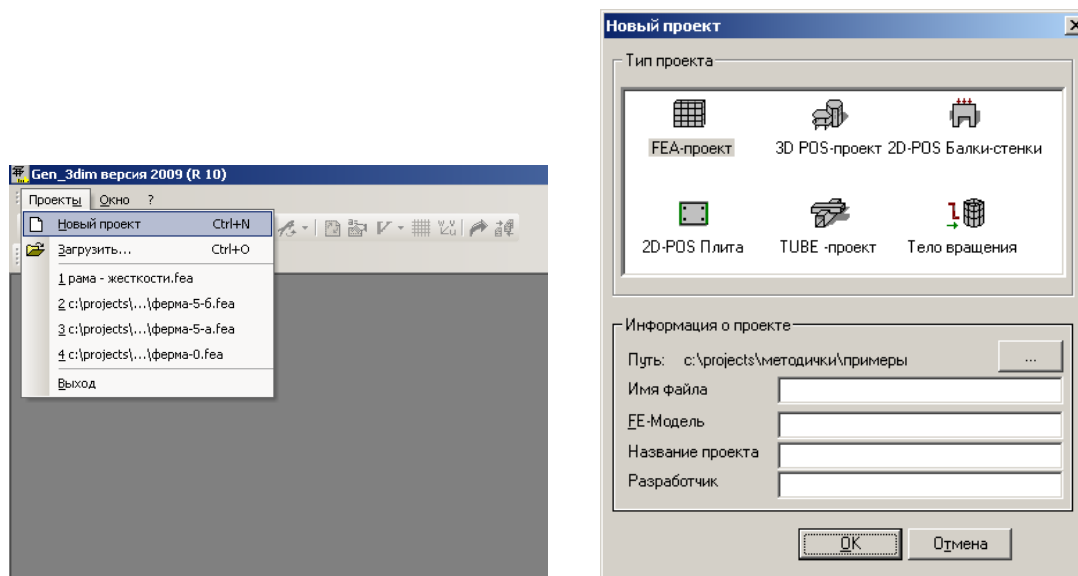 Gen_3dim версия 2009 (R 10)
Проекты Окно ?
Новый проект Ctrl+N
Загрузить... Ctrl+O
1 рама - жесткости.fea
2 c:\projects\...\ферма-5-б.fea
3 c:\projects\...\ферма-5-а.fea
4 c:\projects\...\ферма-0.fea
Выход
Новый проект
Тип проекта
FEA-проект 3D POS-проект 2D-POS Балки-стенки
2D-POS Плита TUBE -проект Тело вращения
Информация о проекте
Путь: c:\projects\методички\примеры ...
Имя файла
FE-Модель
Название проекта
Разработчик
OK Отмена